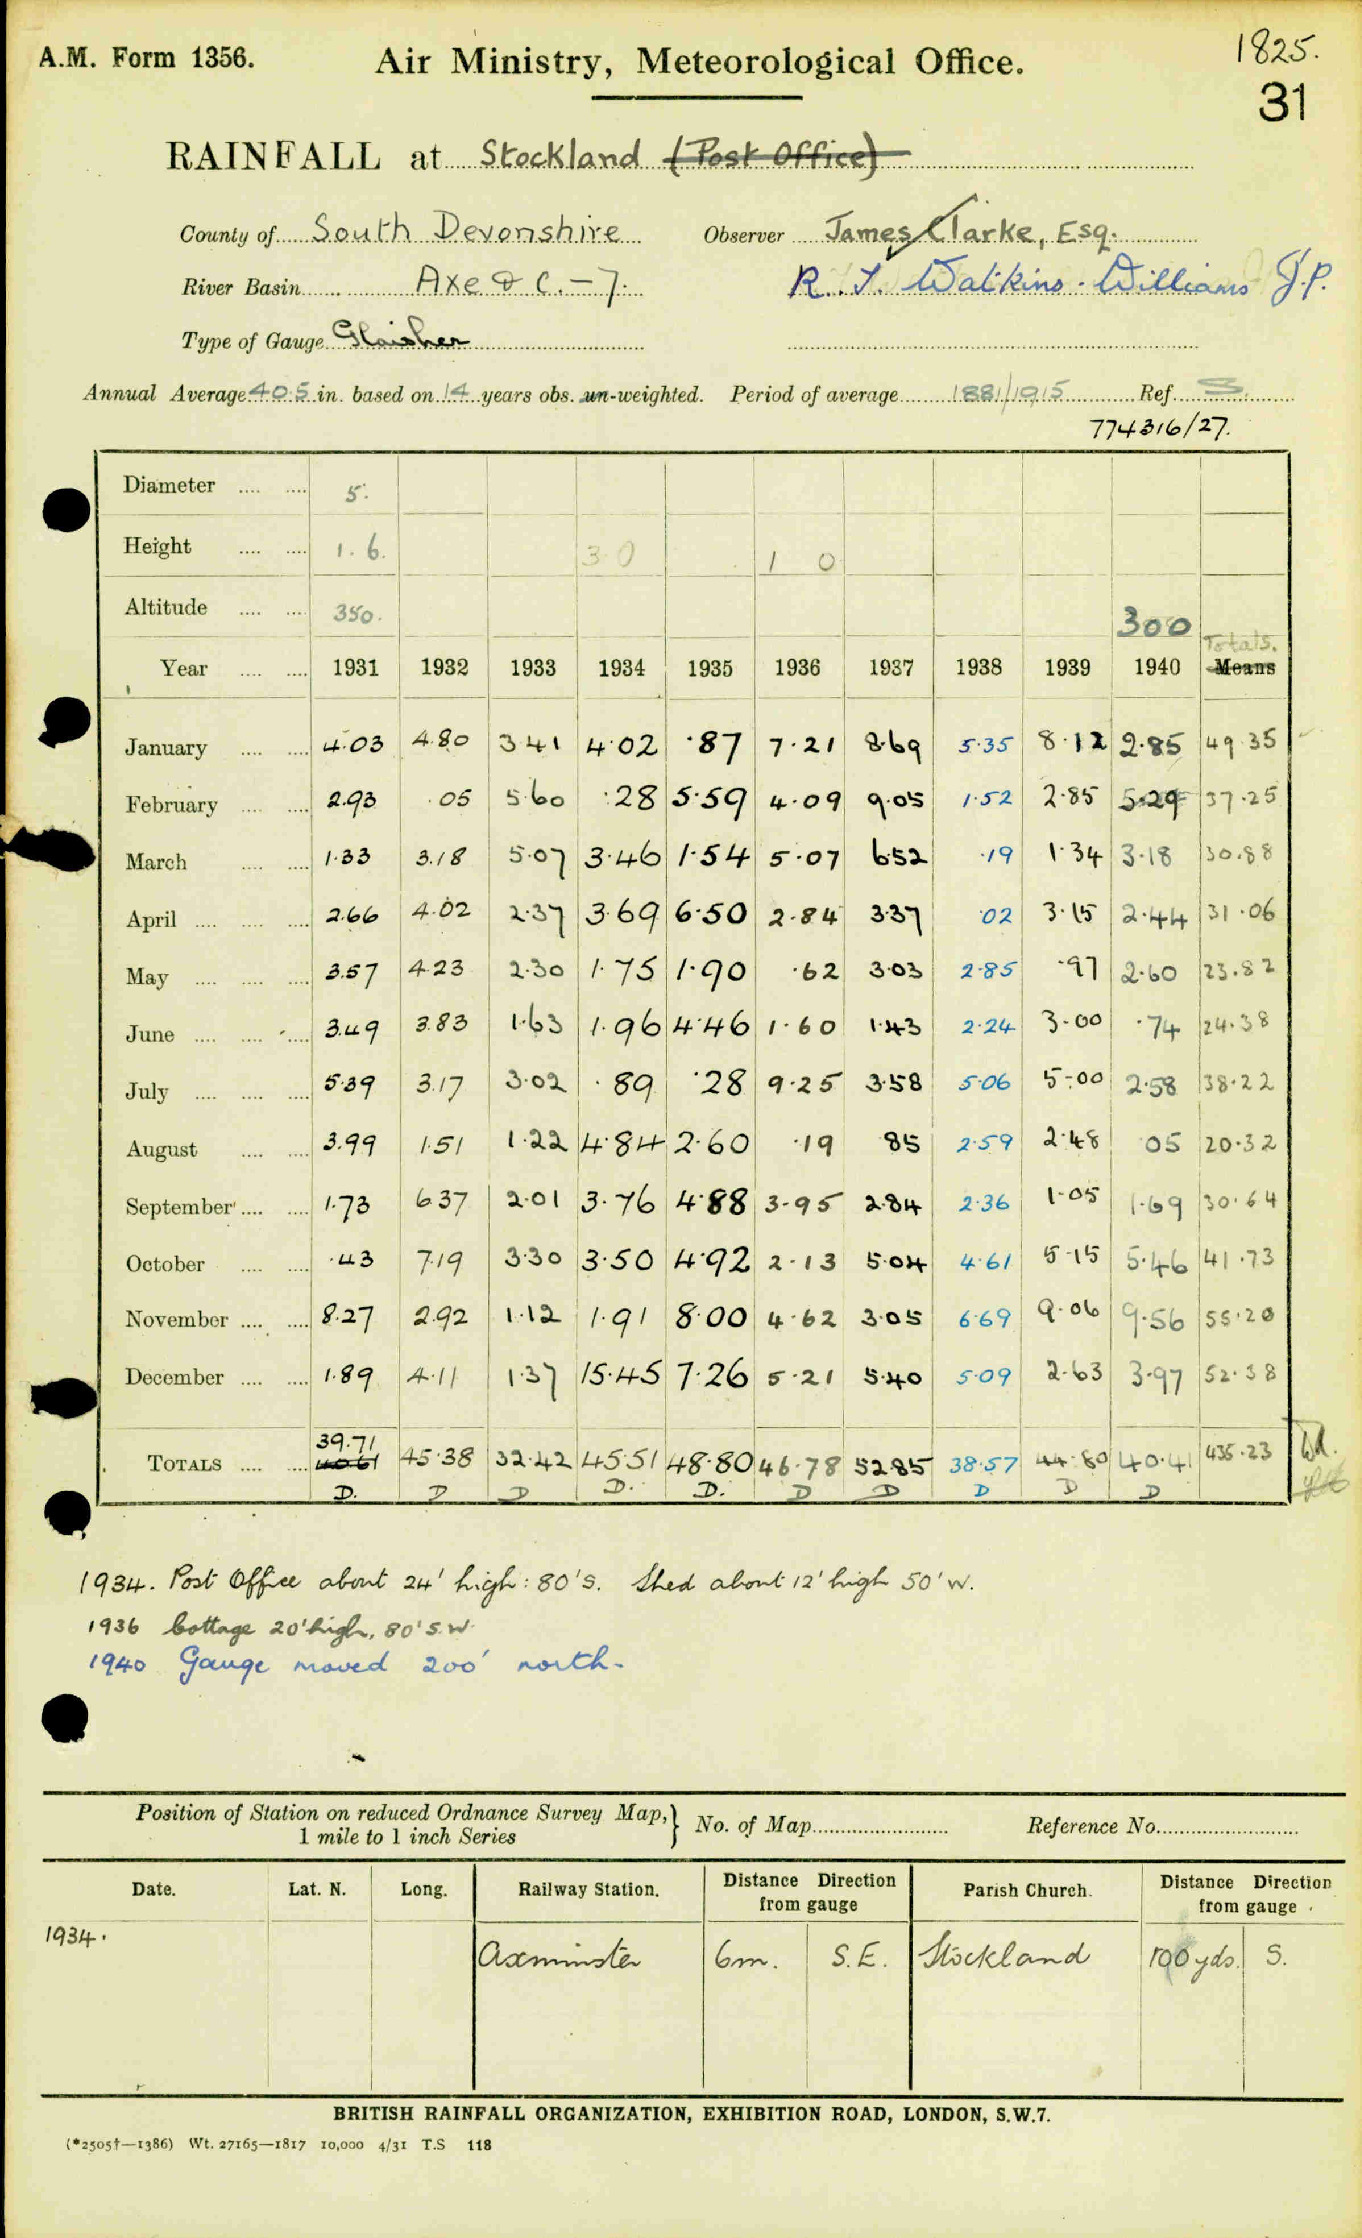 A.M. Form 1356. Air Ministry, Meteorological Office. 1825.
31
RAINFALL at Stockland (Post Office)
County of South Devonshire Observer James Clarke, Esq.
River Basin Axe & C. - 7. R. T. Watkins-Williams J.P.
Type of Gauge Glaisher
Annual Average 40.5 in. based on 14 years obs. un-weighted. Period of average 1881/1915 Ref. S
774316/27.
Diameter 5.
Height 1.6. 3 0 1 0
Altitude 350. 300
Totals.
Year 1931 1932 1933 1934 1935 1936 1937 1938 1939 1940 Means
January 4.03 4.80 3.41 4.02 .87 7.21 8.69 5.35 8.12 2.85 49.35
February 2.93 .05 5.60 .28 5.59 4.09 9.05 1.52 2.85 5.29 37.25
March 1.33 3.18 5.07 3.46 1.54 5.07 6.52 .19 1.34 3.18 30.88
April 2.66 4.02 2.37 3.69 6.50 2.84 3.37 .02 3.15 2.44 31.06
May 3.57 4.23 2.30 1.75 1.90 .62 3.03 2.85 .97 2.60 23.82
June 3.49 3.83 1.63 1.96 4.46 1.60 1.43 2.24 3.00 .74 24.38
July 5.39 3.17 3.02 .89 .28 9.25 3.58 5.06 5.00 2.58 38.22
August 3.99 1.51 1.22 4.84 2.60 .19 85 2.59 2.48 05 20.32
September 1.73 6.37 2.01 3.76 4.88 3.95 2.84 2.36 1.05 1.69 30.64
October .43 7.19 3.30 3.50 4.92 2.13 5.04 4.61 5.15 5.46 41.73
November 8.27 2.92 1.12 1.91 8.00 4.62 3.05 6.69 9.06 9.56 55.20
December 1.89 4.11 1.37 15.45 7.26 5.21 5.40 5.09 2.63 3.97 52.38
39.71
TOTALS 40.61 45.38 32.42 45.51 48.80 46.78 52.85 38.57 44.80 40.41 435.23
D. D D D. D. D D D D D
1934. Post Office about 24' high: 80' S. Shed about 12' high 50' W.
1936 Cottage 20' high, 80' S.W.
1940 Gauge moved 200' north.
Position of Station on reduced Ordnance Survey Map, 1 mile to 1 inch Series } No. of Map Reference No.
Date. Lat. N. Long. Railway Station. Distance Direction from gauge Parish Church. Distance Direction from gauge
1934. Axminster 6m. S.E. Stockland 100 yds. S.
BRITISH RAINFALL ORGANIZATION, EXHIBITION ROAD, LONDON, S.W.7.
(*2505†—1386) Wt. 27165—1817 10,000 4/31 T.S 118